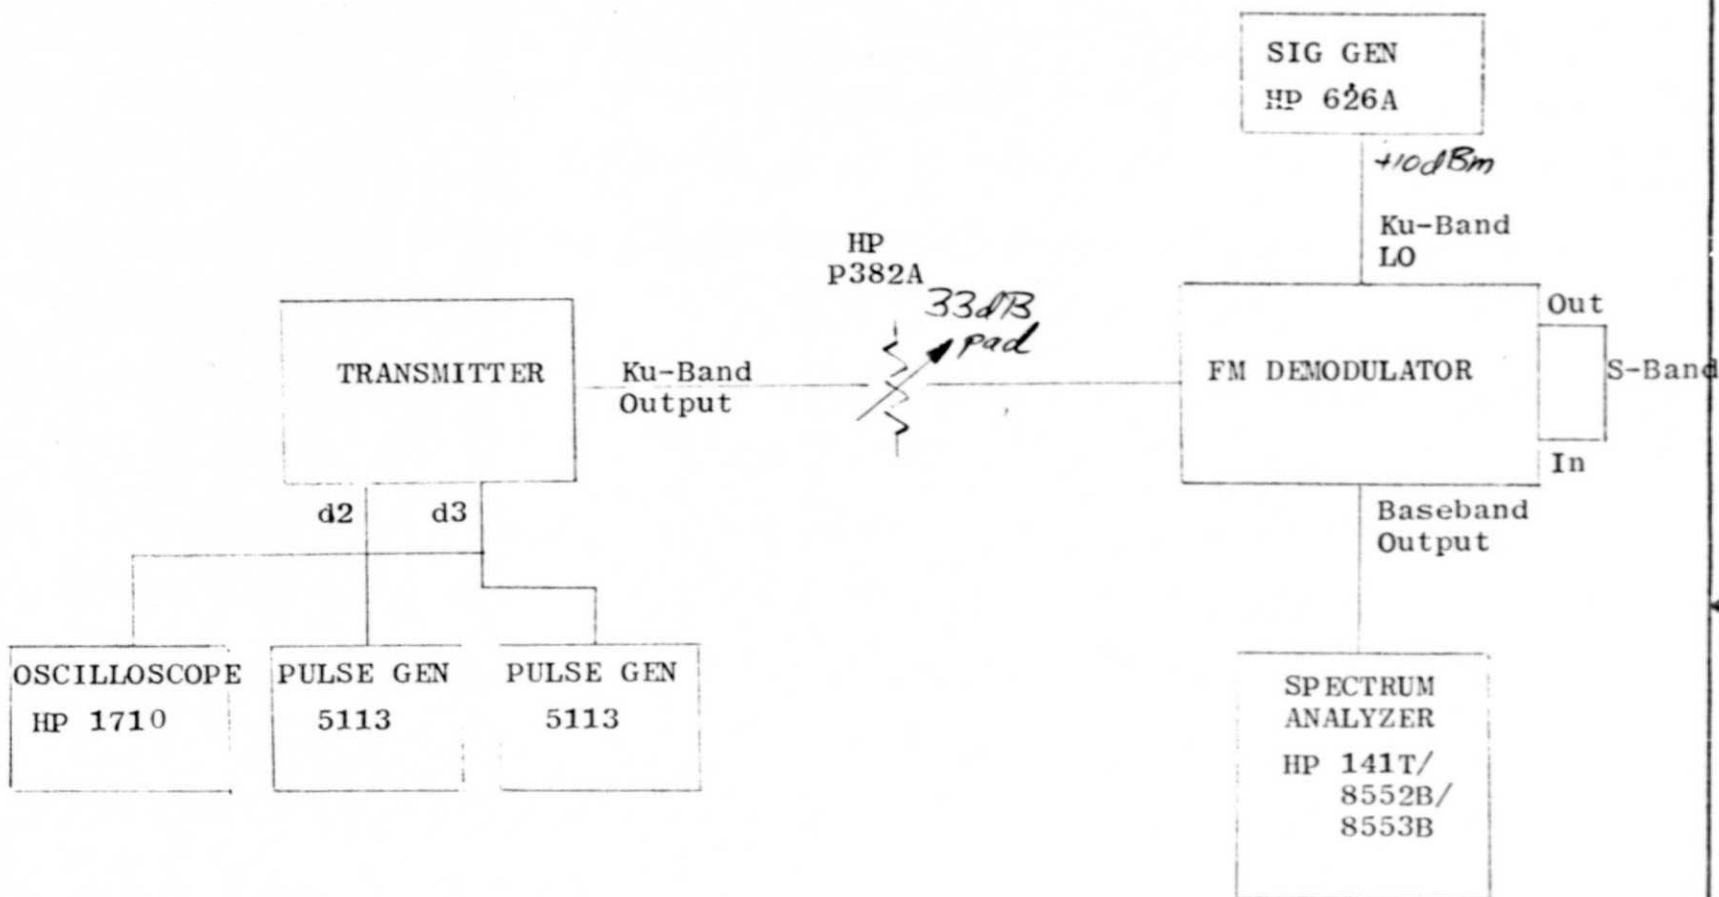 SIG GEN
HP 626A
+10dBm
Ku-Band
LO
HP
P382A
33dB
pad
Out
TRANSMITTER
Ku-Band
Output
FM DEMODULATOR
S-Band
In
d2
d3
Baseband
Output
OSCILLOSCOPE
HP 1710
PULSE GEN
5113
PULSE GEN
5113
SPECTRUM
ANALYZER
HP 141T/
8552B/
8553B